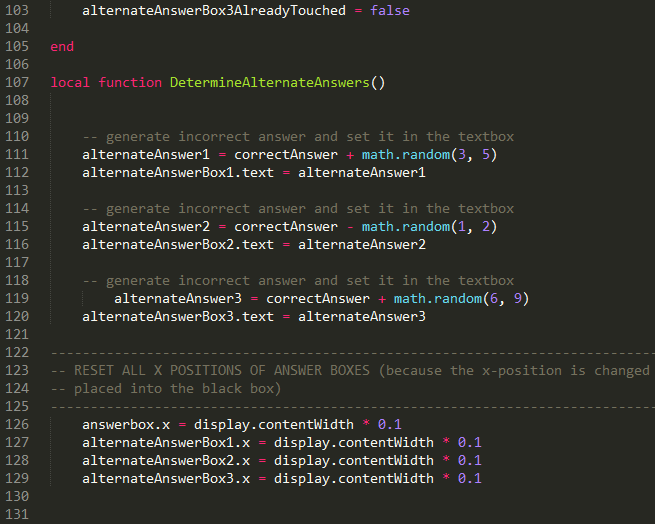 103 alternateAnswerBox3AlreadyTouched = false
104
105 end
106
107 local function DetermineAlternateAnswers()
108
109
110 -- generate incorrect answer and set it in the textbox
111 alternateAnswer1 = correctAnswer + math.random(3, 5)
112 alternateAnswerBox1.text = alternateAnswer1
113
114 -- generate incorrect answer and set it in the textbox
115 alternateAnswer2 = correctAnswer - math.random(1, 2)
116 alternateAnswerBox2.text = alternateAnswer2
117
118 -- generate incorrect answer and set it in the textbox
119 alternateAnswer3 = correctAnswer + math.random(6, 9)
120 alternateAnswerBox3.text = alternateAnswer3
121
122 ---------------------------------------------------------------------------
123 -- RESET ALL X POSITIONS OF ANSWER BOXES (because the x-position is changed
124 -- placed into the black box)
125 ---------------------------------------------------------------------------
126 answerbox.x = display.contentWidth * 0.1
127 alternateAnswerBox1.x = display.contentWidth * 0.1
128 alternateAnswerBox2.x = display.contentWidth * 0.1
129 alternateAnswerBox3.x = display.contentWidth * 0.1
130
131